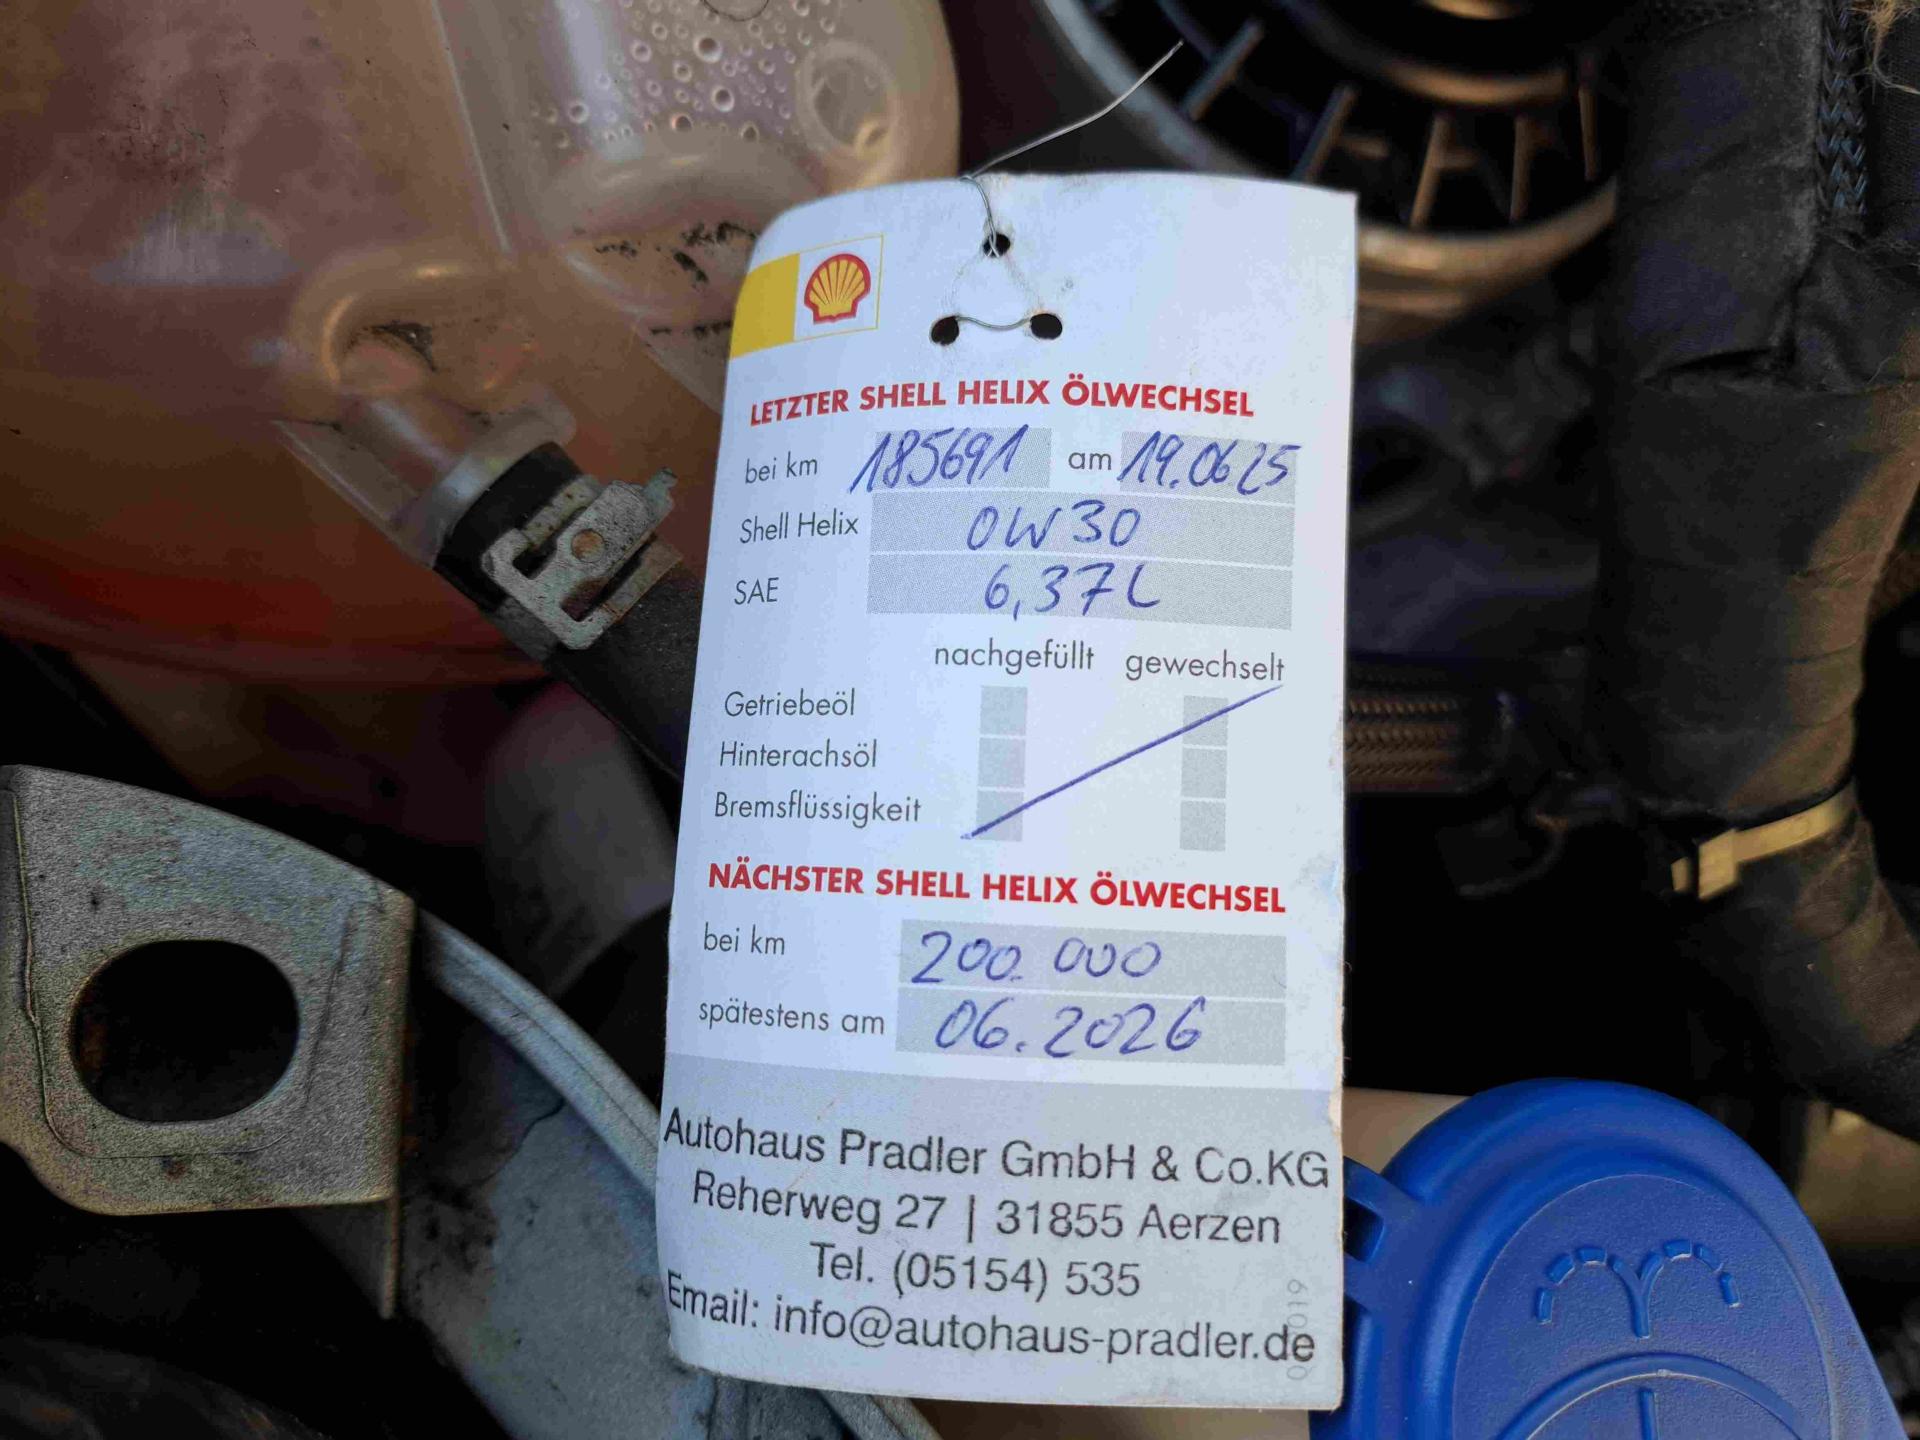 LETZTER SHELL HELIX ÖLWECHSEL
bei km 185691 am 19.06.25
Shell Helix 0W30
SAE 6,37L
nachgefüllt gewechselt
Getriebeöl
Hinterachsöl
Bremsflüssigkeit
NÄCHSTER SHELL HELIX ÖLWECHSEL
bei km 200.000
spätestens am 06.2026
Autohaus Pradler GmbH & Co.KG
Reherweg 27 | 31855 Aerzen
Tel. (05154) 535
Email: info@autohaus-pradler.de